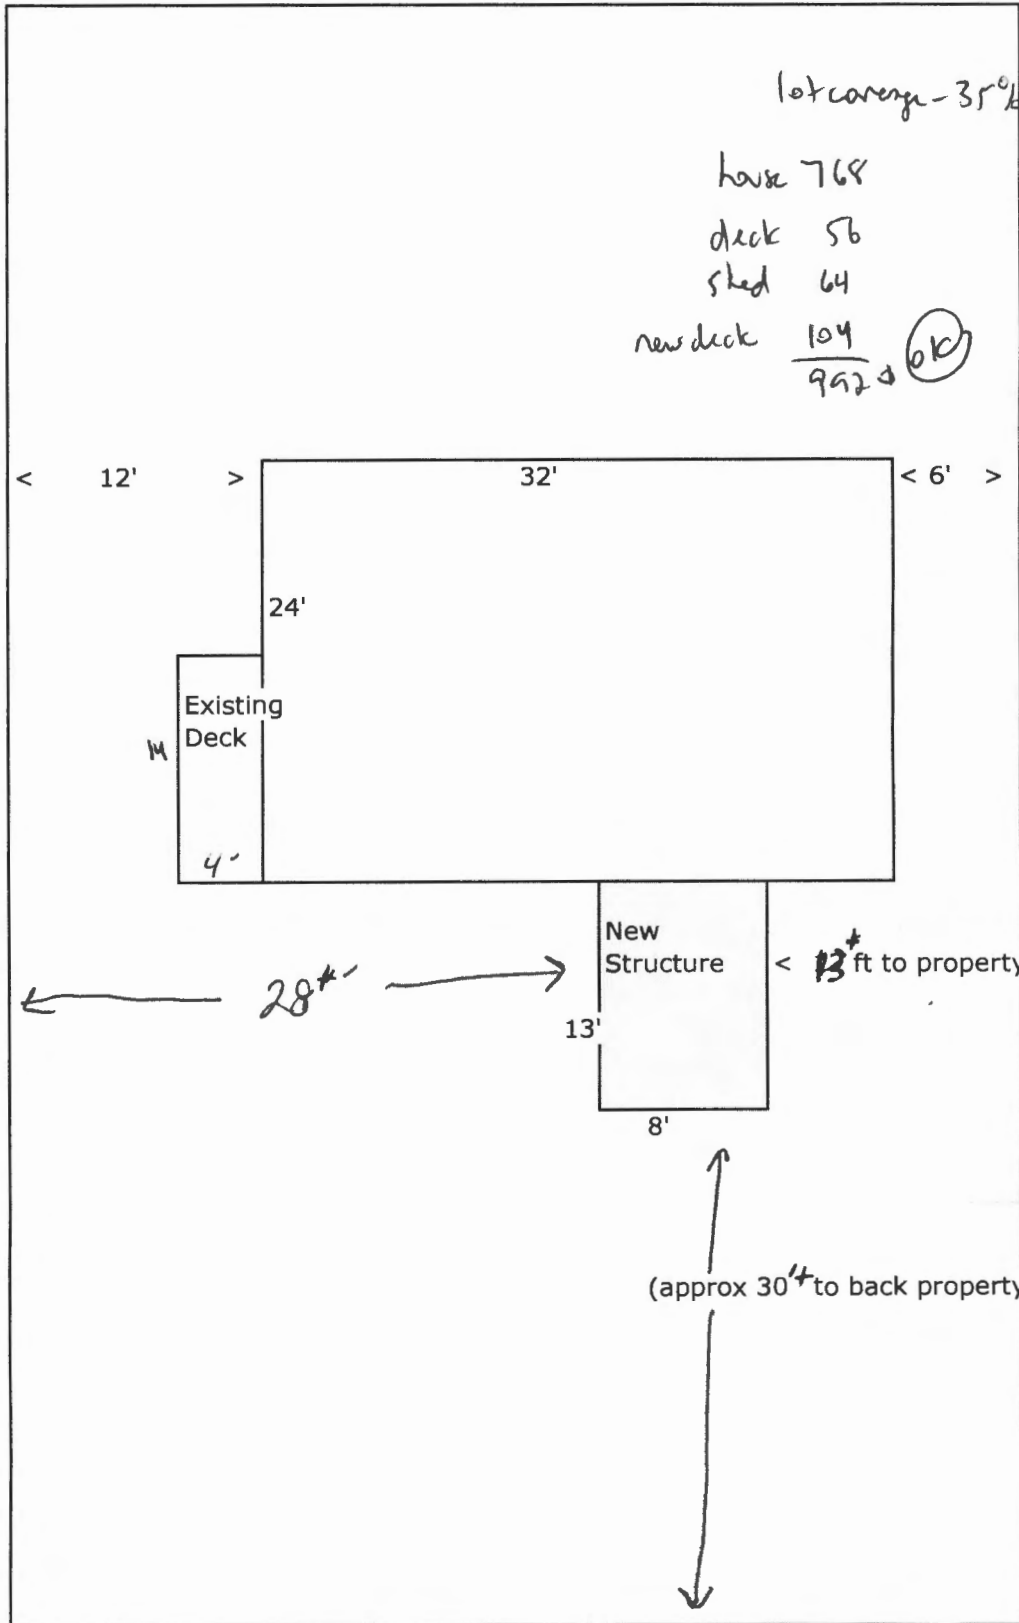 lot coverage - 35%
house 768
deck 56
shed 64
new deck 104
992 ok
< 12' >
32'
< 6' >
24'
Existing
Deck
14
4'
New
Structure
< 13 ft to property
28'
13'
8'
(approx 30' to back property